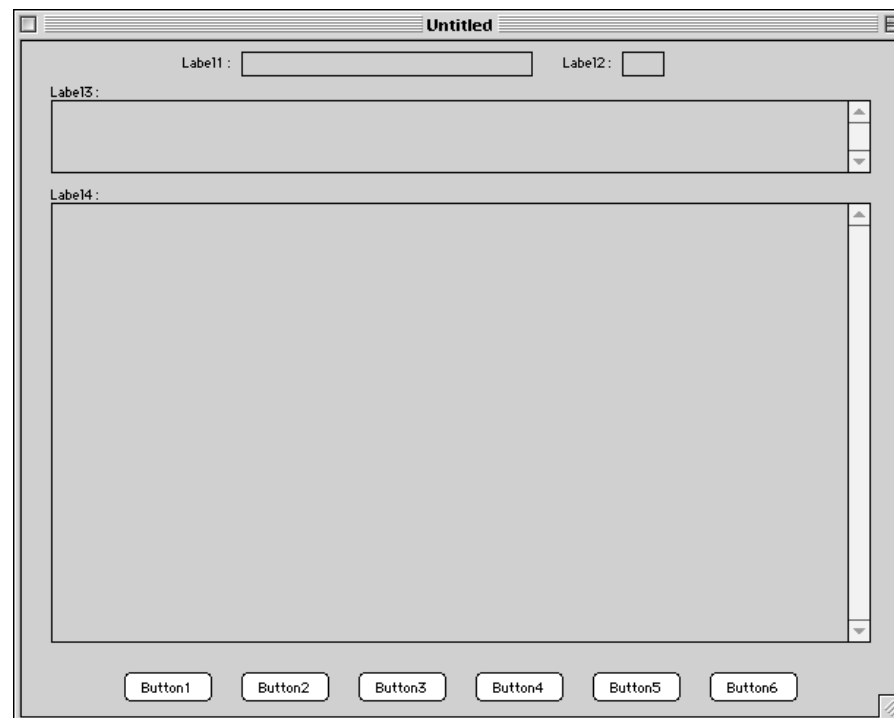 Untitled
Label1 : Label2 :
Label3 :
Label4 :
Button1 Button2 Button3 Button4 Button5 Button6